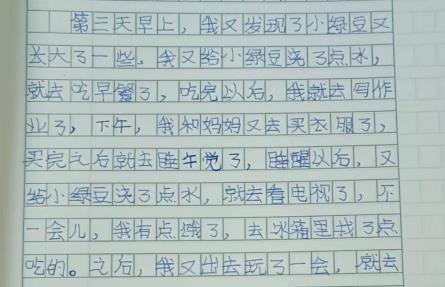 第三天早上，我又发现了小绿豆又
长大了一些，我又给小绿豆浇了点水，
就去吃早餐了，吃完以后，我就去写作
业了，下午，我和妈妈又去买衣服了，
买完之后就去睡午觉了，睡醒以后，又
给小绿豆浇了点水，就去看电视了，不
一会儿，我有点饿了，去冰箱里找了点
吃的。之后，我又出去玩了一会，就去